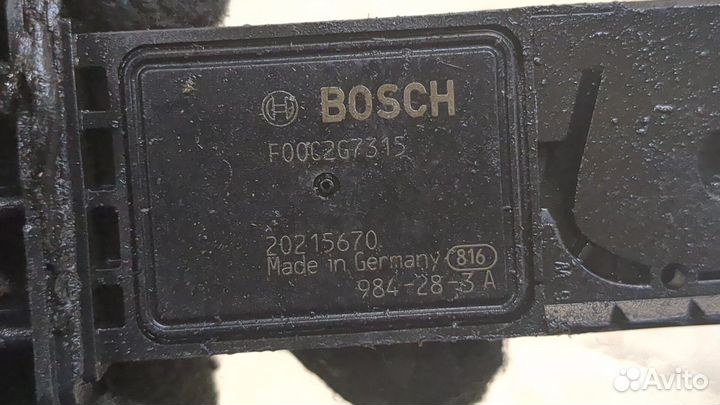 BOSCH
F00C2G7315
20215670
Made in Germany 816
984-28-3 A
Avito